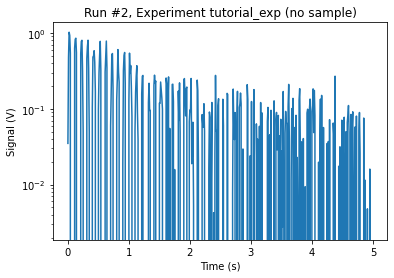 Run #2, Experiment tutorial_exp (no sample)
10⁰
10⁻¹
10⁻²
Signal (V)
0 1 2 3 4 5
Time (s)